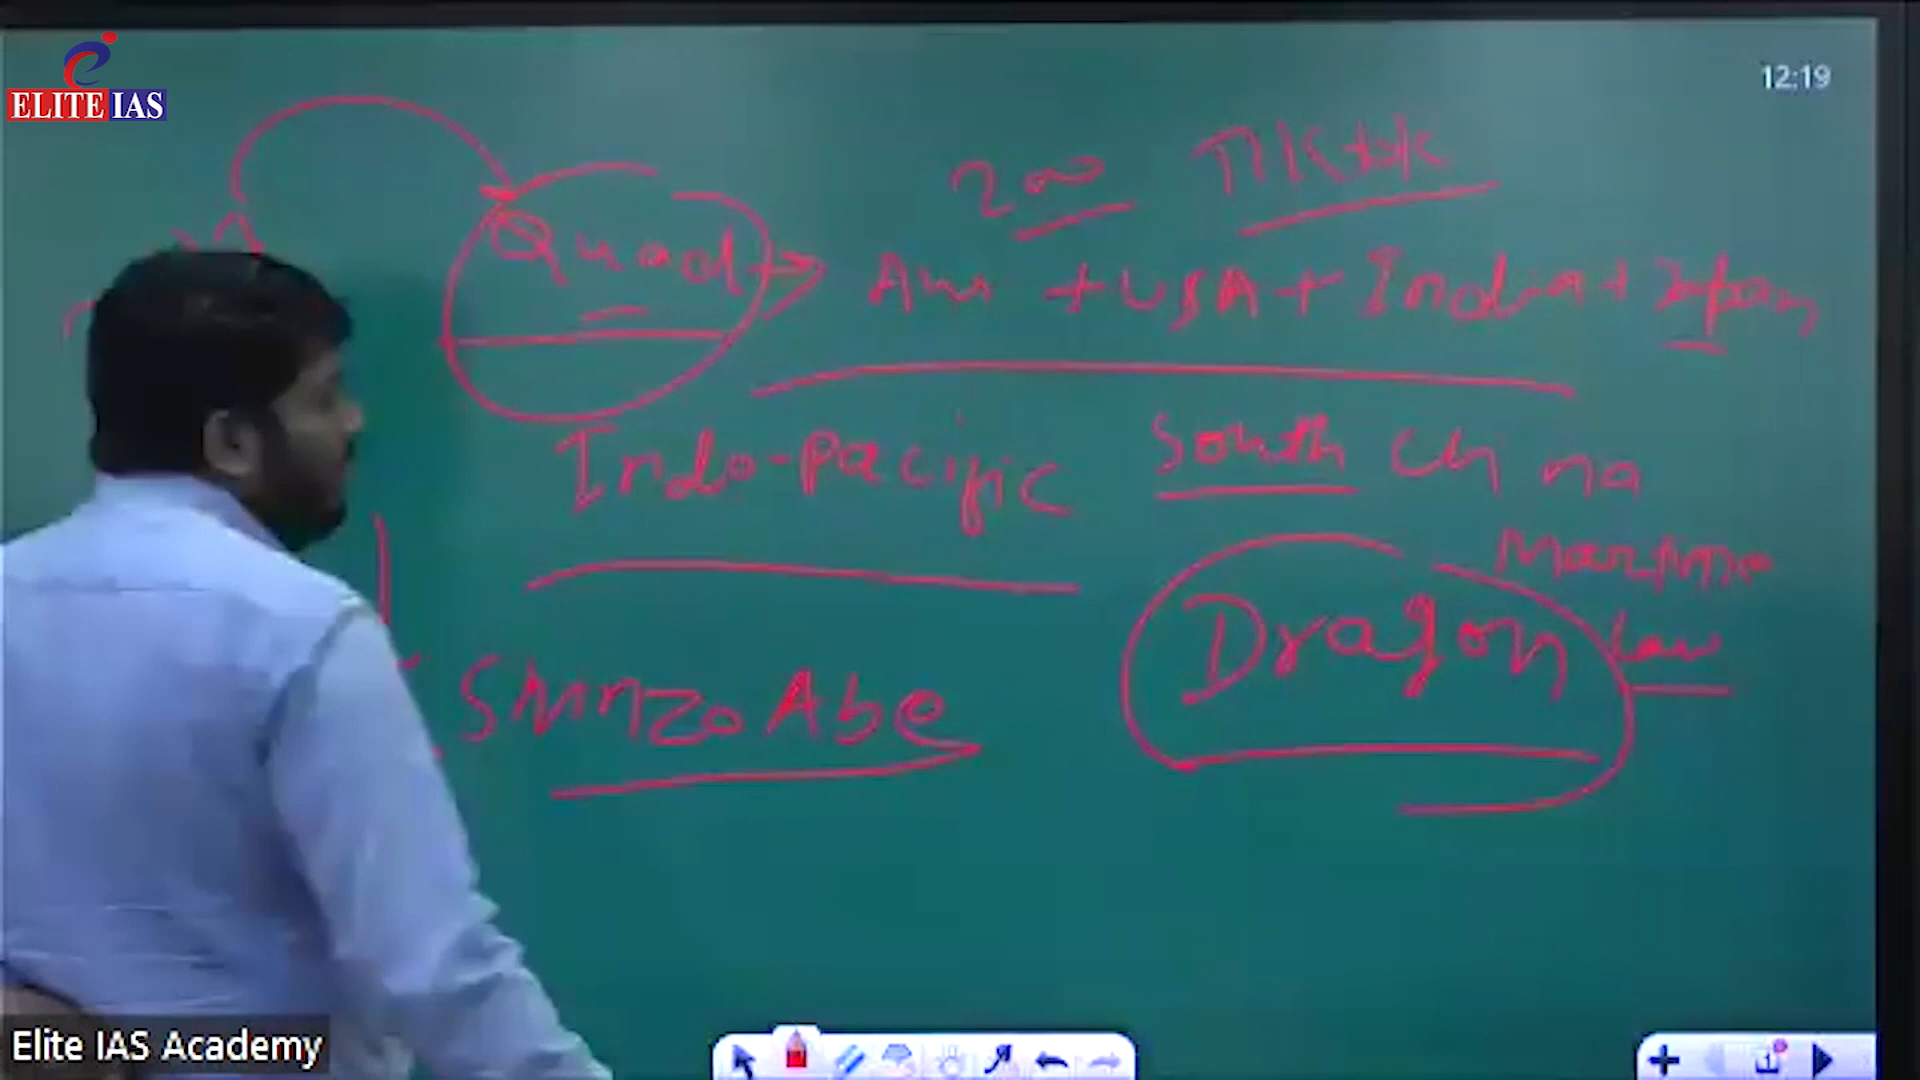 ELITE IAS
12:19
200 TIKtok
Quad → Aus + USA + India + Japan
Indo-Pacific South China
Maritime
Dragon Law
Shinzo Abe
Elite IAS Academy